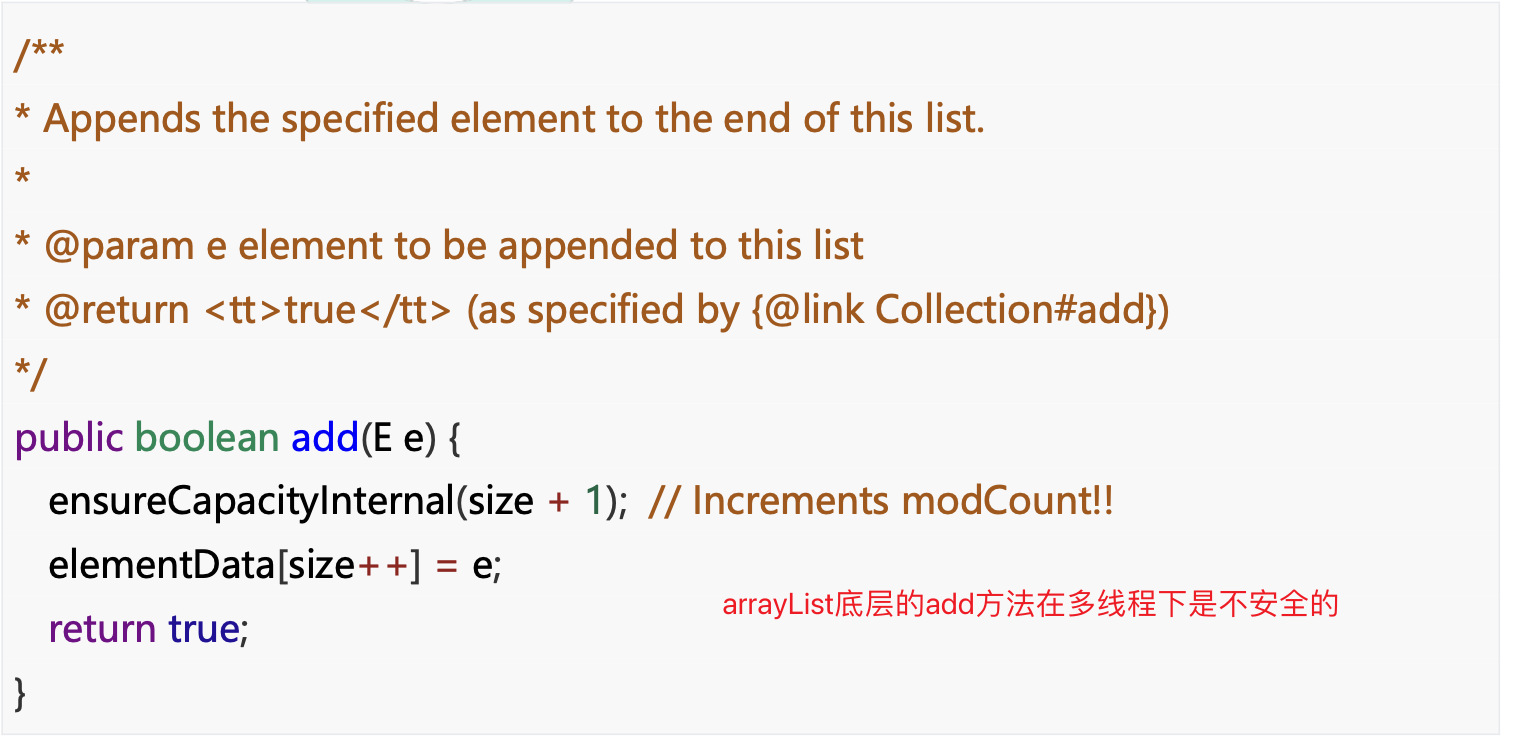 /**
* Appends the specified element to the end of this list.
*
* @param e element to be appended to this list
* @return <tt>true</tt> (as specified by {@link Collection#add})
*/
public boolean add(E e) {
ensureCapacityInternal(size + 1); // Increments modCount!!
elementData[size++] = e;
arrayList底层的add方法在多线程下是不安全的
return true;
}